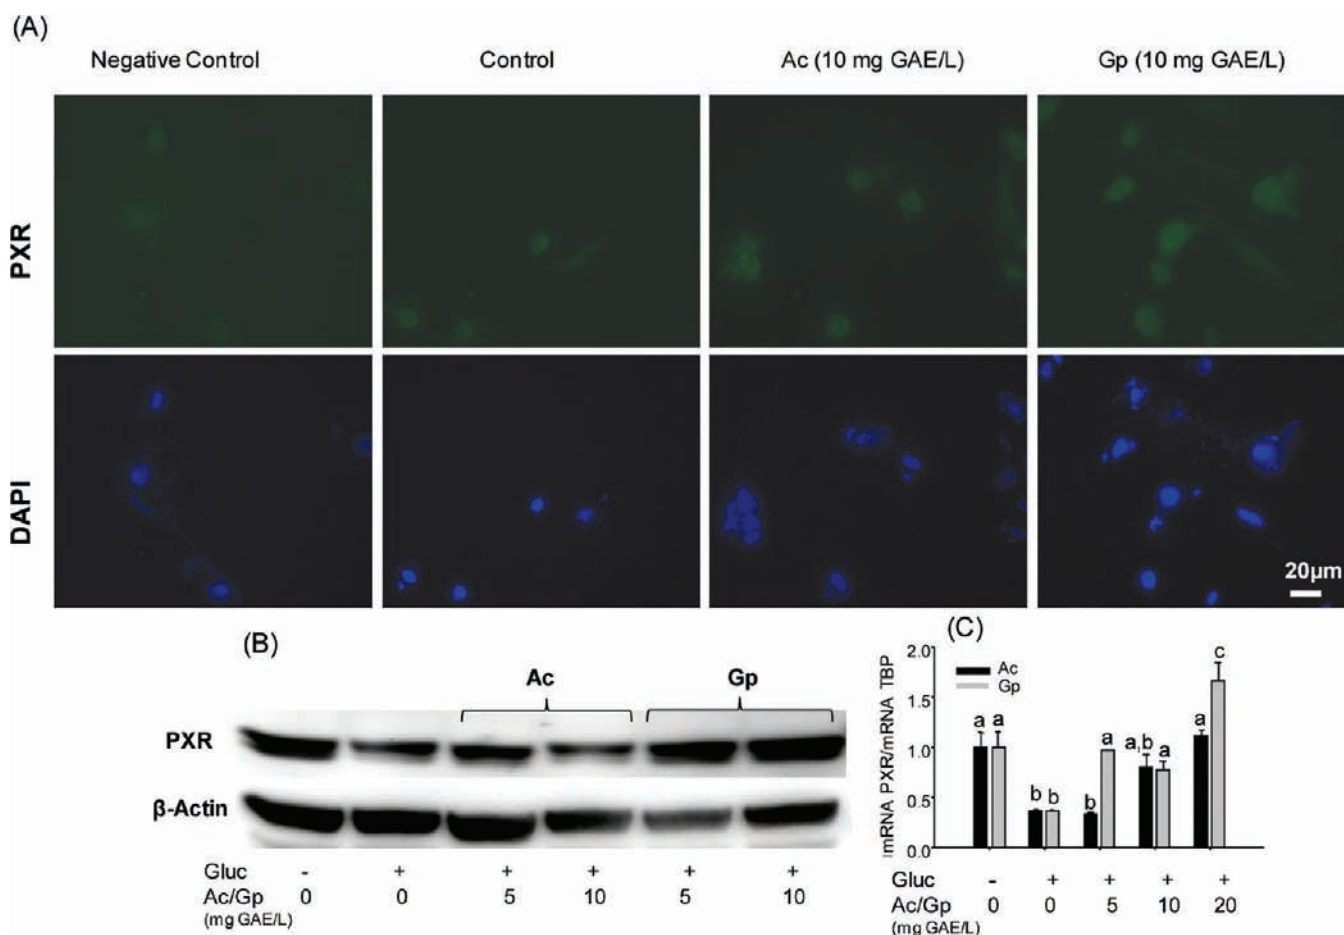 (A)
Negative Control Control Ac (10 mg GAE/L) Gp (10 mg GAE/L)
PXR
DAPI
20μm
(B)
Ac Gp
PXR
β-Actin
Gluc - + + + + +
Ac/Gp 0 0 5 10 5 10
(mg GAE/L)
(C)
mRNA PXR/mRNA TBP
2.0
1.5
1.0
0.5
0.0
Ac
Gp
a a b b b a a,b a a c
Gluc - + + + +
Ac/Gp 0 0 5 10 20
(mg GAE/L)